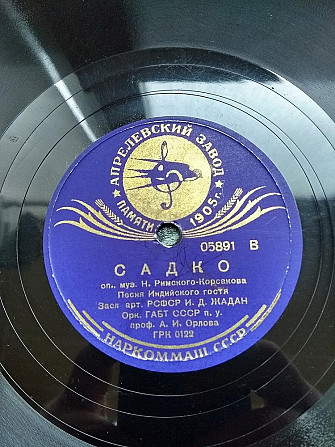 ★ АПРЕЛЕВСКИЙ ЗАВОД ★
ПАМЯТИ 1905 г.
05891 В
САДКО
оп. муз. Н. Римского-Корсакова
Песня Индийского гостя
Засл арт. РСФСР И. Д. ЖАДАН
Орк. ГАБТ СССР п. у.
проф. А. И. Орлова
ГРК 0122
НАРКОММАШ СССР